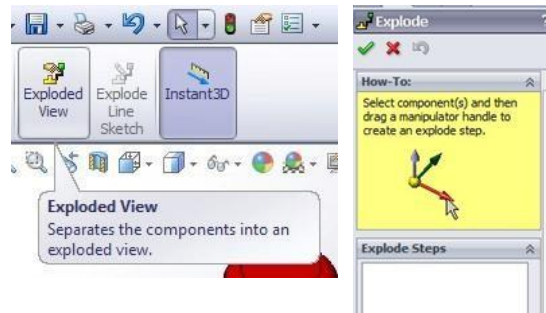 Exploded View
Explode Line Sketch
Instant3D
Exploded View
Separates the components into an
exploded view.
Explode
?
How-To:
Select component(s) and then
drag a manipulator handle to
create an explode step.
Explode Steps